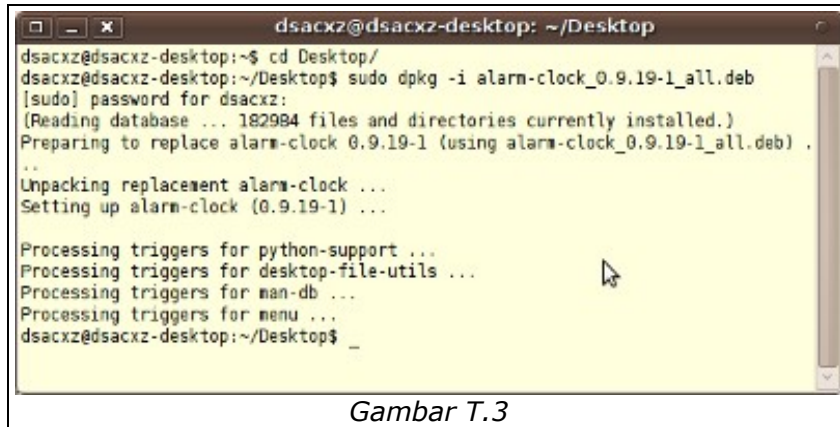 dsacxz@dsacxz-desktop: ~/Desktop
dsacxz@dsacxz-desktop:~$ cd Desktop/
dsacxz@dsacxz-desktop:~/Desktop$ sudo dpkg -i alarm-clock_0.9.19-1_all.deb
[sudo] password for dsacxz:
(Reading database ... 182984 files and directories currently installed.)
Preparing to replace alarm-clock 0.9.19-1 (using alarm-clock_0.9.19-1_all.deb) .
..
Unpacking replacement alarm-clock ...
Setting up alarm-clock (0.9.19-1) ...
Processing triggers for python-support ...
Processing triggers for desktop-file-utils ...
Processing triggers for man-db ...
Processing triggers for menu ...
dsacxz@dsacxz-desktop:~/Desktop$ _
Gambar T.3